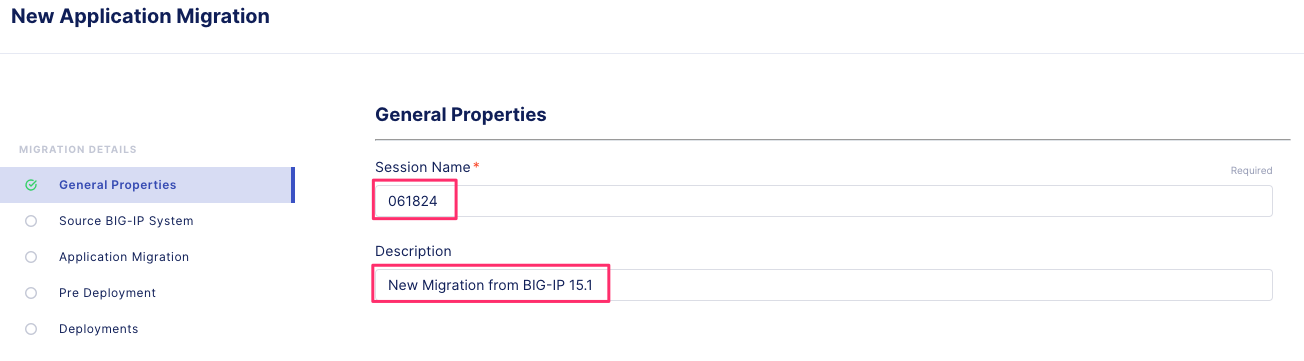 New Application Migration
MIGRATION DETAILS
General Properties
Source BIG-IP System
Application Migration
Pre Deployment
Deployments
General Properties
Session Name*
Required
061824
Description
New Migration from BIG-IP 15.1